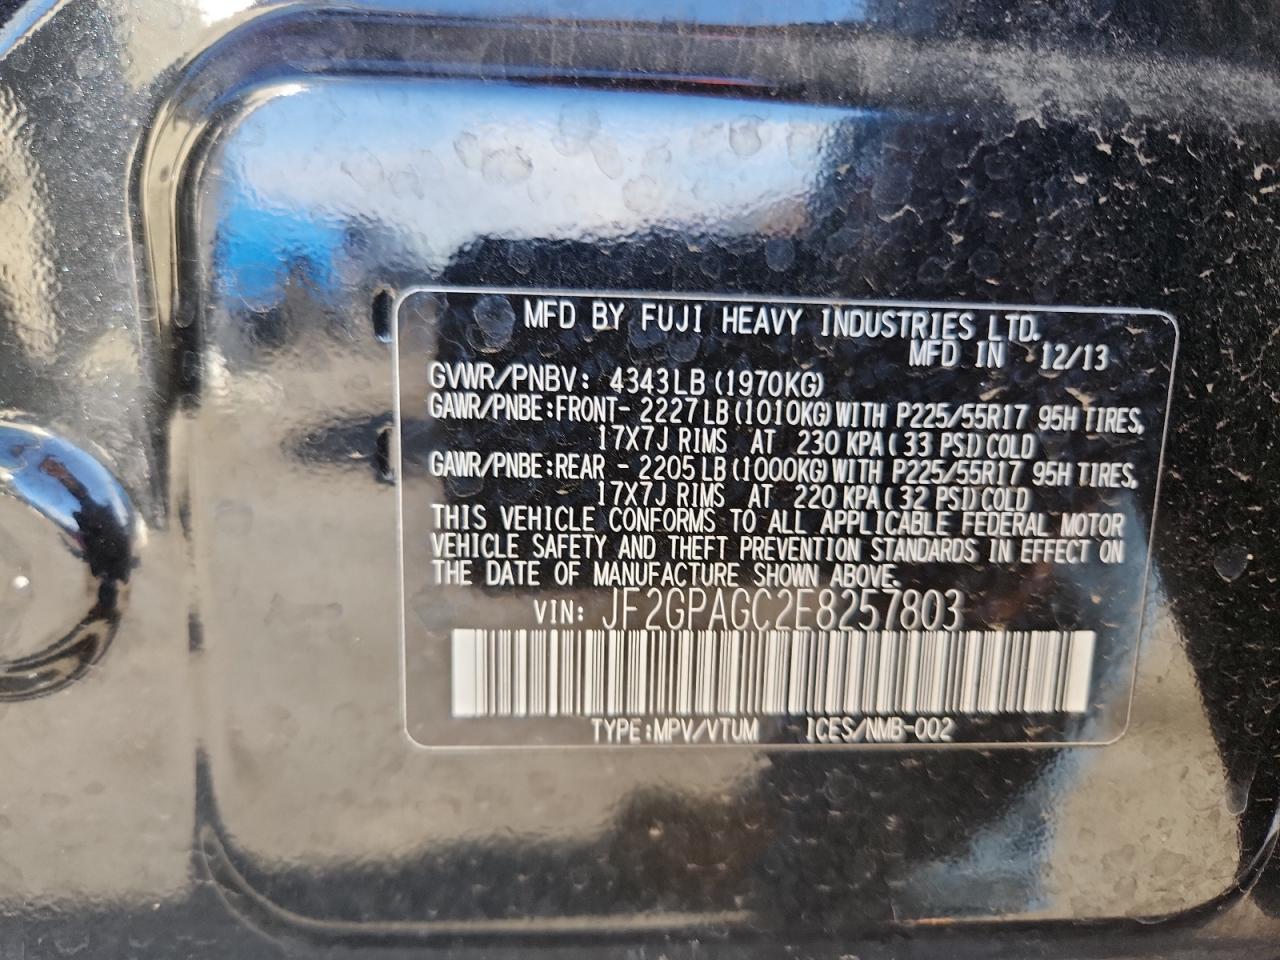 MFD BY FUJI HEAVY INDUSTRIES LTD.
MFD IN 12/13
GVWR/PNBV: 4343LB (1970KG)
GAWR/PNBE:FRONT- 2227LB (1010KG) WITH P225/55R17 95H TIRES,
17X7J RIMS AT 230 KPA (33 PSI) COLD
GAWR/PNBE:REAR - 2205LB (1000KG) WITH P225/55R17 95H TIRES,
17X7J RIMS AT 220 KPA (32 PSI) COLD
THIS VEHICLE CONFORMS TO ALL APPLICABLE FEDERAL MOTOR
VEHICLE SAFETY AND THEFT PREVENTION STANDARDS IN EFFECT ON
THE DATE OF MANUFACTURE SHOWN ABOVE.
VIN: JF2GPAGC2E8257803
TYPE:MPV/VTUM ICES/NMB-002